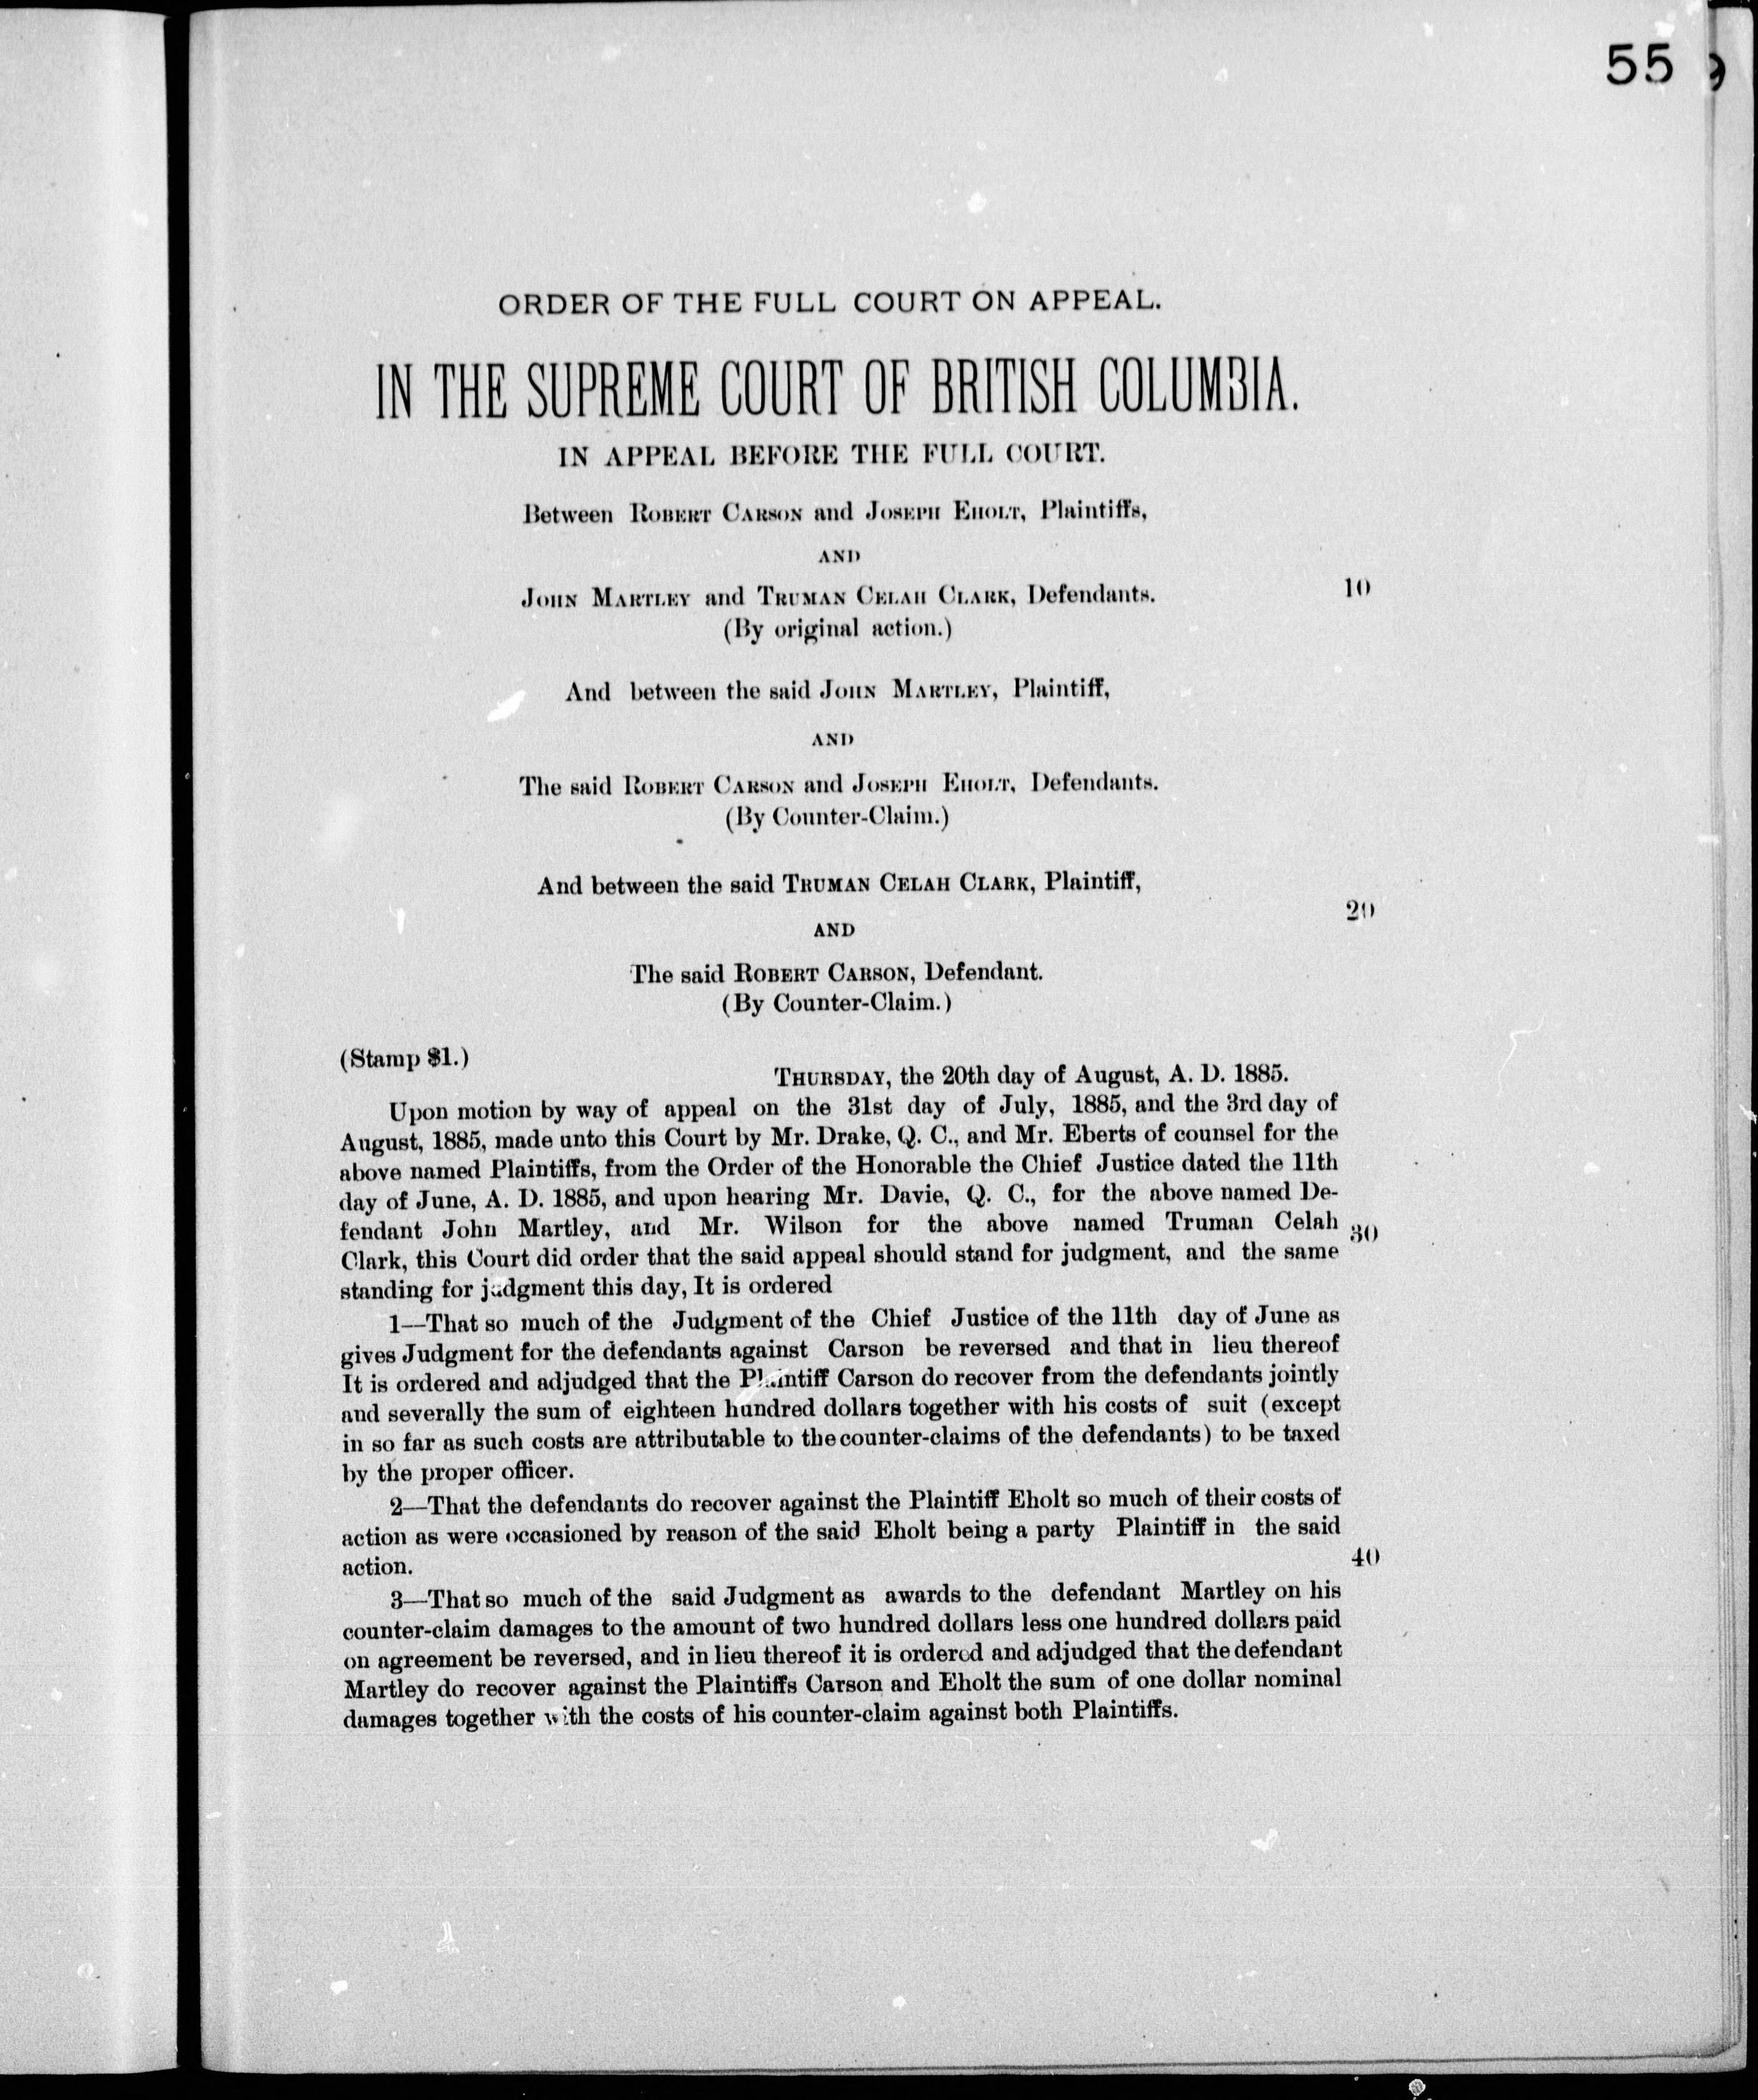 55
ORDER OF THE FULL COURT ON APPEAL.
IN THE SUPREME COURT OF BRITISH COLUMBIA.
IN APPEAL BEFORE THE FULL COURT.
Between ROBERT CARSON and JOSEPH EHOLT, Plaintiffs,
AND
JOHN MARTLEY and TRUMAN CELAH CLARK, Defendants. 10
(By original action.)
And between the said JOHN MARTLEY, Plaintiff,
AND
The said ROBERT CARSON and JOSEPH EHOLT, Defendants.
(By Counter-Claim.)
And between the said TRUMAN CELAH CLARK, Plaintiff,
20
AND
The said ROBERT CARSON, Defendant.
(By Counter-Claim.)
(Stamp $1.)
THURSDAY, the 20th day of August, A. D. 1885.
Upon motion by way of appeal on the 31st day of July, 1885, and the 3rd day of
August, 1885, made unto this Court by Mr. Drake, Q. C., and Mr. Eberts of counsel for the
above named Plaintiffs, from the Order of the Honorable the Chief Justice dated the 11th
day of June, A. D. 1885, and upon hearing Mr. Davie, Q. C., for the above named De-
fendant John Martley, and Mr. Wilson for the above named Truman Celah 30
Clark, this Court did order that the said appeal should stand for judgment, and the same
standing for judgment this day, It is ordered
1—That so much of the Judgment of the Chief Justice of the 11th day of June as
gives Judgment for the defendants against Carson be reversed and that in lieu thereof
It is ordered and adjudged that the Plaintiff Carson do recover from the defendants jointly
and severally the sum of eighteen hundred dollars together with his costs of suit (except
in so far as such costs are attributable to the counter-claims of the defendants) to be taxed
by the proper officer.
2—That the defendants do recover against the Plaintiff Eholt so much of their costs of
action as were occasioned by reason of the said Eholt being a party Plaintiff in the said
action. 40
3—That so much of the said Judgment as awards to the defendant Martley on his
counter-claim damages to the amount of two hundred dollars less one hundred dollars paid
on agreement be reversed, and in lieu thereof it is ordered and adjudged that the defendant
Martley do recover against the Plaintiffs Carson and Eholt the sum of one dollar nominal
damages together with the costs of his counter-claim against both Plaintiffs.